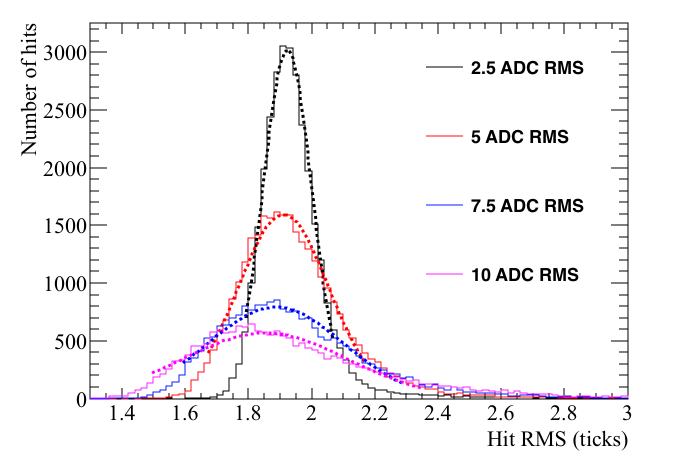 Number of hits
3000
2500
2000
1500
1000
500
0
2.5 ADC RMS
5 ADC RMS
7.5 ADC RMS
10 ADC RMS
1.4 1.6 1.8 2 2.2 2.4 2.6 2.8 3
Hit RMS (ticks)